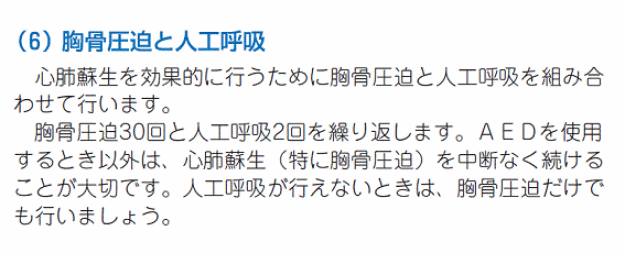 （6）胸骨圧迫と人工呼吸
心肺蘇生を効果的に行うために胸骨圧迫と人工呼吸を組み合
わせて行います。
胸骨圧迫30回と人工呼吸2回を繰り返します。ＡＥＤを使用
するとき以外は、心肺蘇生（特に胸骨圧迫）を中断なく続ける
ことが大切です。人工呼吸が行えないときは、胸骨圧迫だけで
も行いましょう。